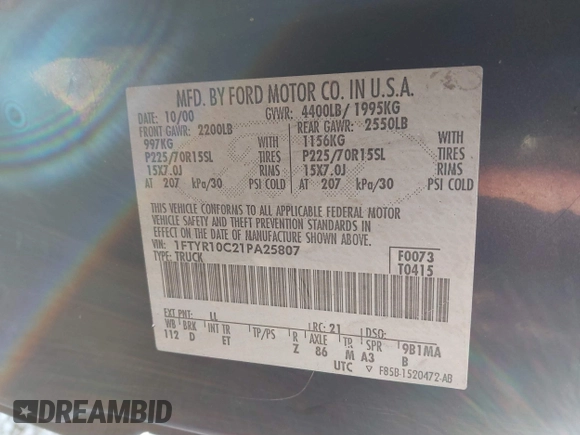 MFD. BY FORD MOTOR CO. IN U.S.A.
DATE: 10/00 GVWR: 4400LB/ 1995KG
FRONT GAWR: 2200LB REAR GAWR: 2550LB
997KG 1156KG WITH
P225/70R15SL TIRES P225/70R15SL TIRES
15X7.0J RIMS 15X7.0J RIMS
AT 207 kPa/30 PSI COLD AT 207 kPa/30 PSI COLD
THIS VEHICLE CONFORMS TO ALL APPLICABLE FEDERAL MOTOR
VEHICLE SAFETY AND THEFT PREVENTION STANDARDS IN
EFFECT ON THE DATE OF MANUFACTURE SHOWN ABOVE.
VIN: 1FTYR10C21PA25807 F0073
TYPE: TRUCK T0415
EXT PNT: LL RC: 21 DSO:
WB BRK INT TR TP/PS R AXLE TR SPR 9B1MA
112 D ET Z 86 M A3 B
UTC ▽ F85B-1520472-AB
DREAMBID